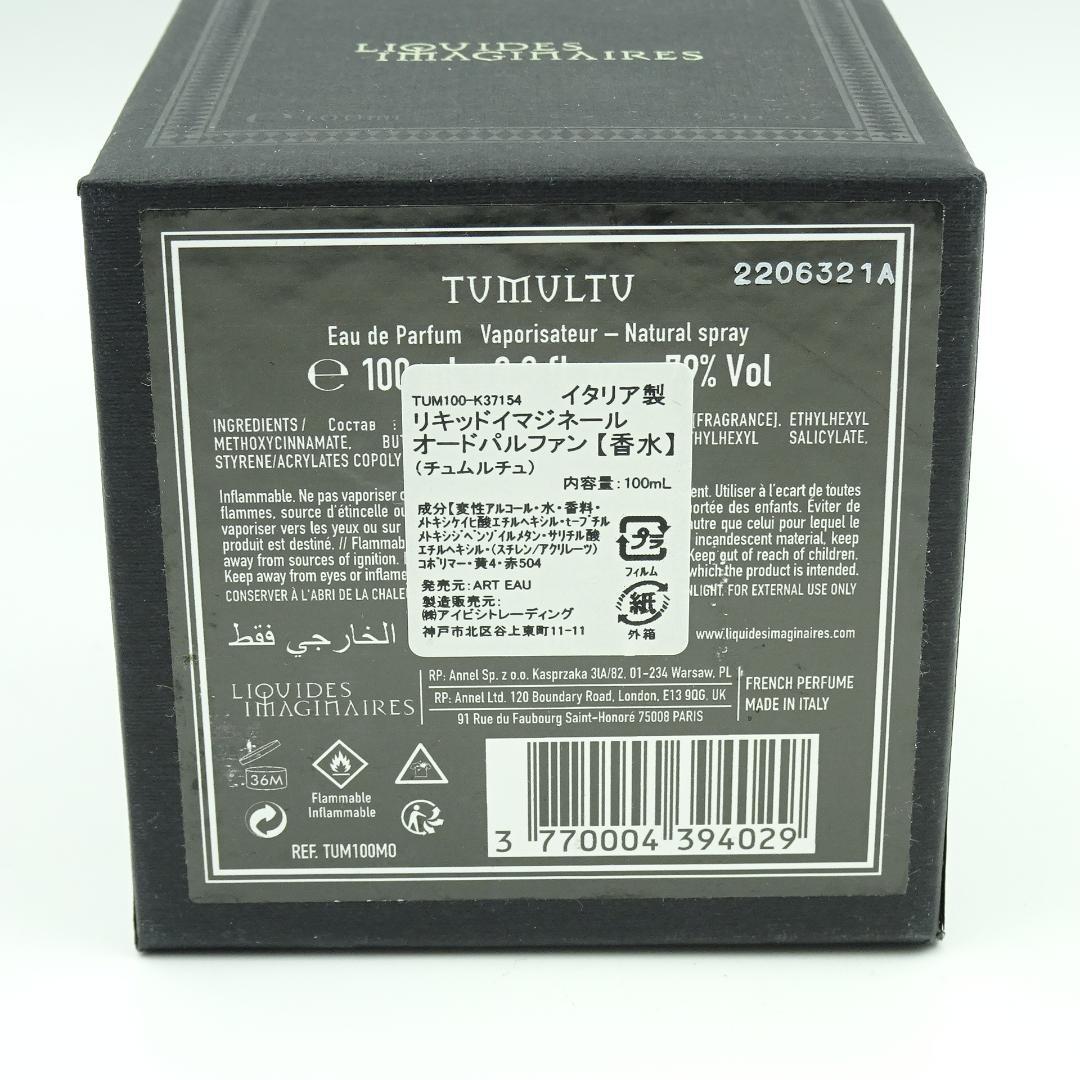 LIQUIDES
IMAGINAIRES
TUMULTU
2206321A
Eau de Parfum Vaporisateur – Natural spray
℮ 100 % Vol
TUM100-K37154 イタリア製
リキッドイマジネール
オードパルファン【香水】
(チュムルチュ)
内容量:100mL
成分【変性アルコール・水・香料・
メトキシケイヒ酸エチルヘキシル・t-ブチル
メトキシジベンゾイルメタン・サリチル酸
エチルヘキシル・(スチレン/アクリレーツ)
コポリマー・黄4・赤504
発売元:ART EAU
製造販売元:
㈱アイビシトレーディング
神戸市北区谷上東町11-11
プラ
フィルム
紙
外箱
INGREDIENTS/ Состав : [FRAGRANCE], ETHYLHEXYL
METHOXYCINNAMATE, SALICYLATE,
STYRENE/ACRYLATES
Inflammable. Ne pas vaporiser Utiliser à l'ecart de toutes
flammes, source d'étincelle ou des enfants. Éviter de
vaporiser vers les yeux ou sur autre que celui pour lequel le
produit est destiné. // incandescent material, keep
away from sources of ignition. Keep out of reach of children.
Keep away from eyes or which the product is intended.
CONSERVER À L'ABRI DE LA FOR EXTERNAL USE ONLY
الخارجي فقط
www.liquidesimaginaires.com
LIQUIDES
IMAGINAIRES
RP: Annel Sp. z o.o. Kasprzaka 31A/82, 01-234 Warsaw, PL
RP: Annel Ltd. 120 Boundary Road, London, E13 9QG, UK
91 Rue du Faubourg Saint-Honoré 75008 PARIS
FRENCH PERFUME
MADE IN ITALY
36M
Flammable
Inflammable
REF. TUM100MO
3 770004 394029